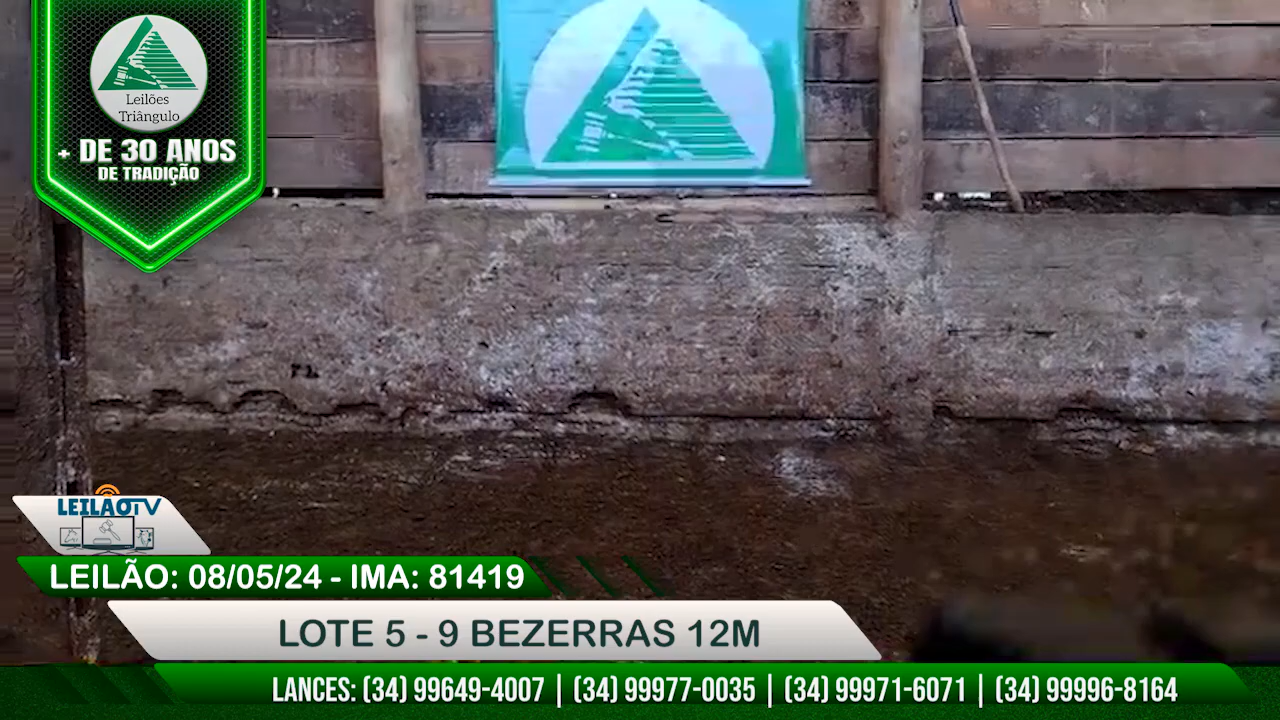 Leilões
Triângulo
+ DE 30 ANOS
DE TRADIÇÃO
LEILÃOTV
LEILÃO: 08/05/24 - IMA: 81419
LOTE 5 - 9 BEZERRAS 12M
LANCES: (34) 99649-4007 | (34) 99977-0035 | (34) 99971-6071 | (34) 99996-8164